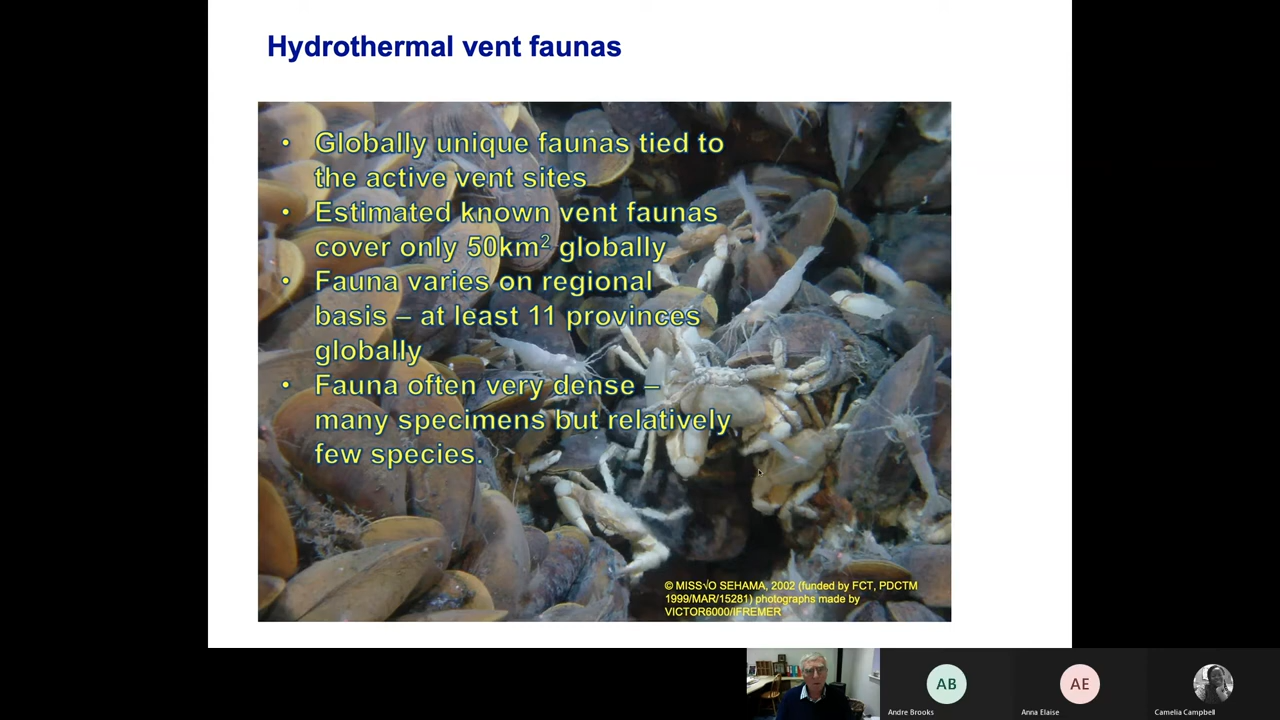 Hydrothermal vent faunas
• Globally unique faunas tied to
the active vent sites
• Estimated known vent faunas
cover only 50km² globally
• Fauna varies on regional
basis – at least 11 provinces
globally
• Fauna often very dense –
many specimens but relatively
few species.
© MISS√O SEHAMA, 2002 (funded by FCT, PDCTM
1999/MAR/15281) photographs made by
VICTOR6000/IFREMER
AB
AE
Andre Brooks
Anna Elaise
Camelia Campbell